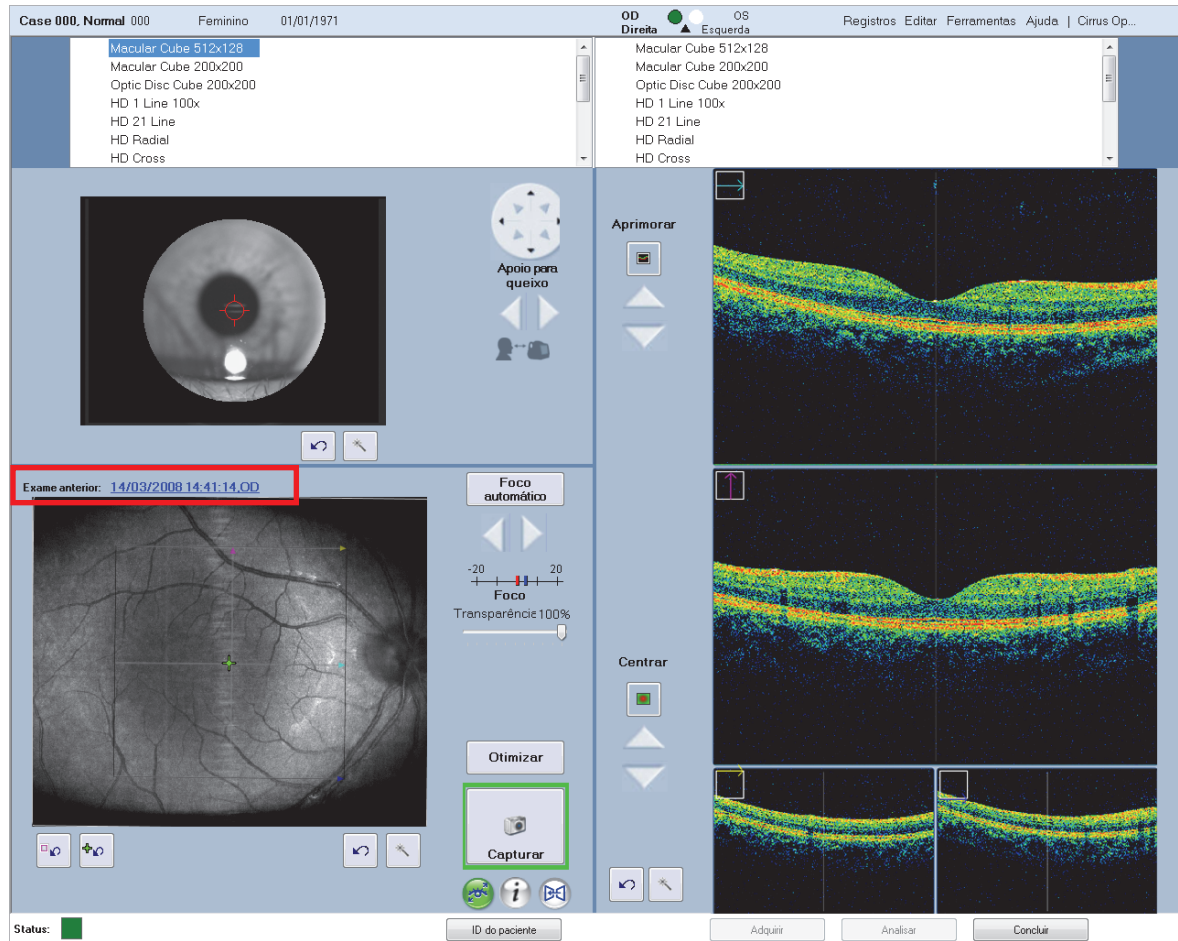 Case 000, Normal 000 Feminino 01/01/1971
OD Direita OS Esquerda
Registros Editar Ferramentas Ajuda | Cirrus Op...
Macular Cube 512x128
Macular Cube 200x200
Optic Disc Cube 200x200
HD 1 Line 100x
HD 21 Line
HD Radial
HD Cross
Macular Cube 512x128
Macular Cube 200x200
Optic Disc Cube 200x200
HD 1 Line 100x
HD 21 Line
HD Radial
HD Cross
Apoio para
queixo
Exame anterior: 14/03/2008 14:41:14,OD
Foco
automático
-20 20
Foco
Transparência 100%
Otimizar
Capturar
i
Aprimorar
Centrar
Status:
ID do paciente
Adquirir
Analisar
Concluir